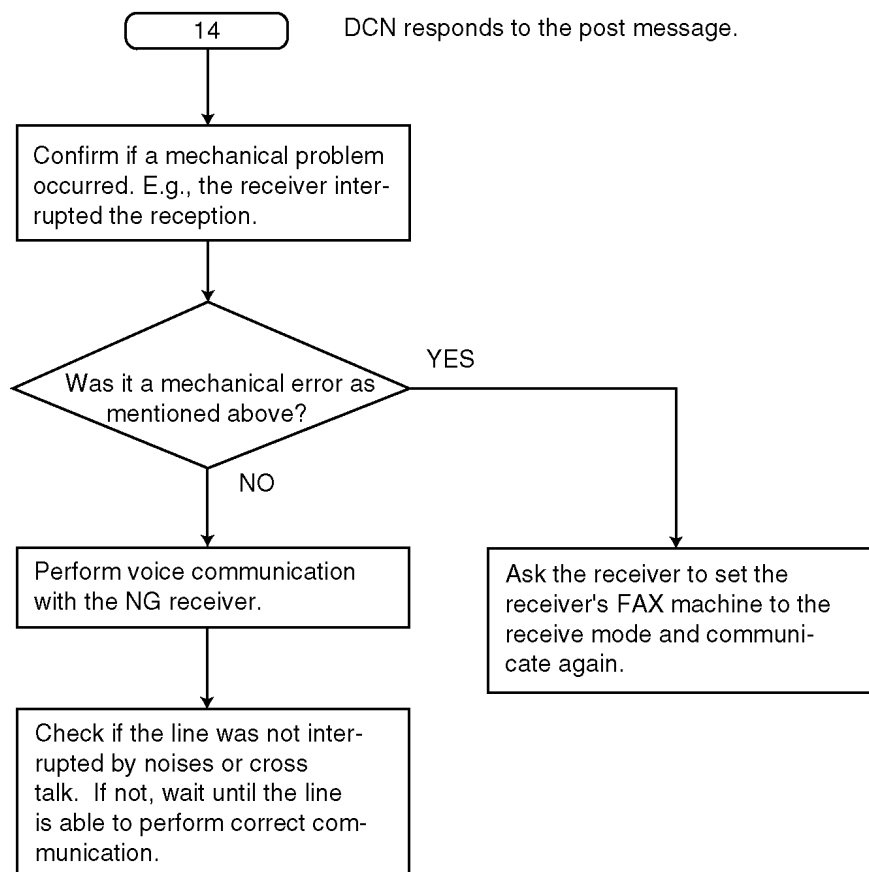 14
DCN responds to the post message.
Confirm if a mechanical problem
occurred. E.g., the receiver inter-
rupted the reception.
Was it a mechanical error as
mentioned above?
YES
NO
Perform voice communication
with the NG receiver.
Ask the receiver to set the
receiver's FAX machine to the
receive mode and communi-
cate again.
Check if the line was not inter-
rupted by noises or cross
talk.  If not, wait until the line
is able to perform correct com-
munication.